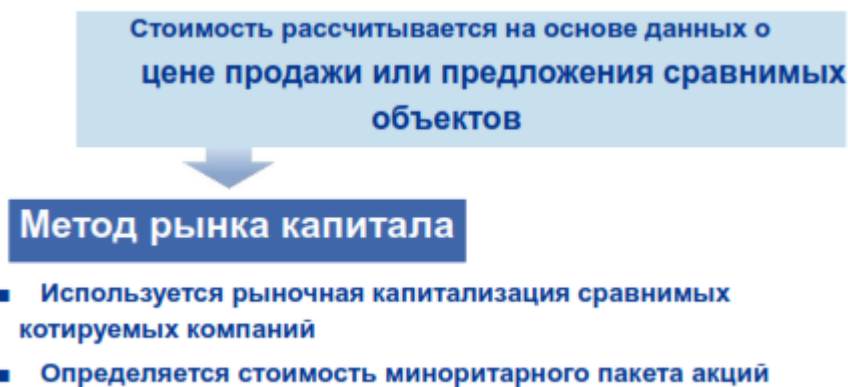 Стоимость рассчитывается на основе данных о
цене продажи или предложения сравнимых
объектов
Метод рынка капитала
▪ Используется рыночная капитализация сравнимых
котируемых компаний
▪ Определяется стоимость миноритарного пакета акций